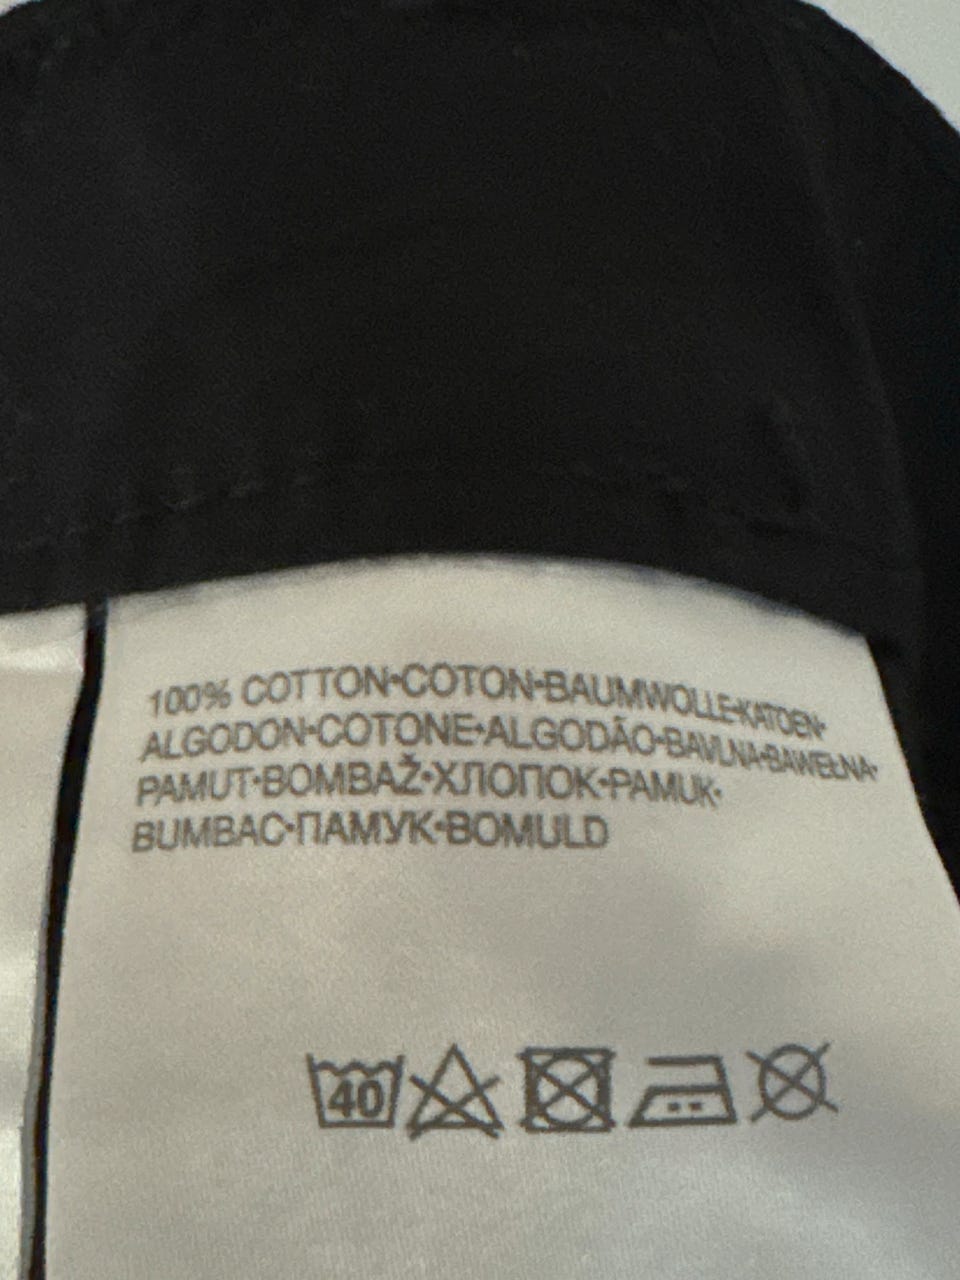 100% COTTON•COTON•BAUMWOLLE•KATOEN•
ALGODON•COTONE•ALGODÃO•BAVLNA•BAWEŁNA•
PAMUT•BOMBAŽ•ХЛОПОК•PAMUK•
BUMBAC•ПАМУК•BOMULD
40